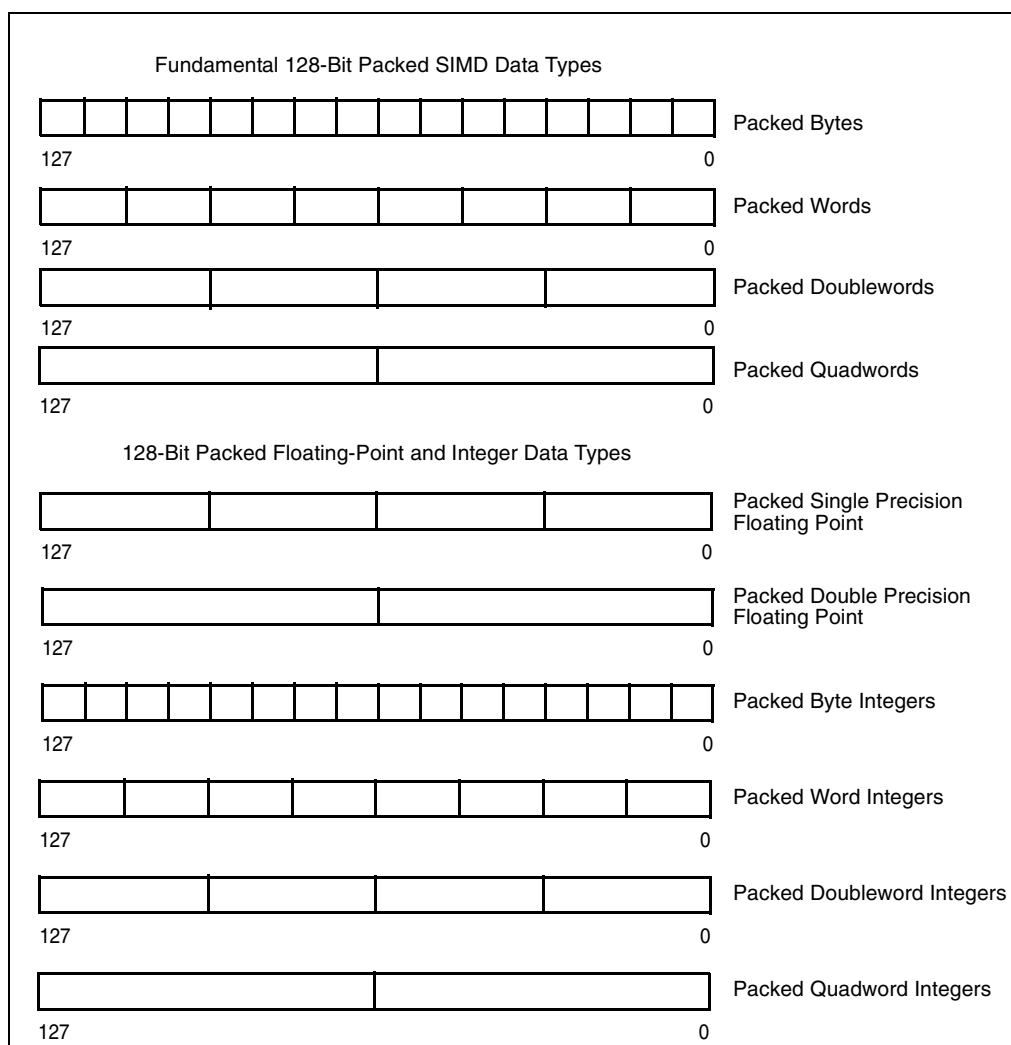 Fundamental 128-Bit Packed SIMD Data Types
Packed Bytes
127 0
Packed Words
127 0
Packed Doublewords
127 0
Packed Quadwords
127 0
128-Bit Packed Floating-Point and Integer Data Types
Packed Single Precision
Floating Point
127 0
Packed Double Precision
Floating Point
127 0
Packed Byte Integers
127 0
Packed Word Integers
127 0
Packed Doubleword Integers
127 0
Packed Quadword Integers
127 0